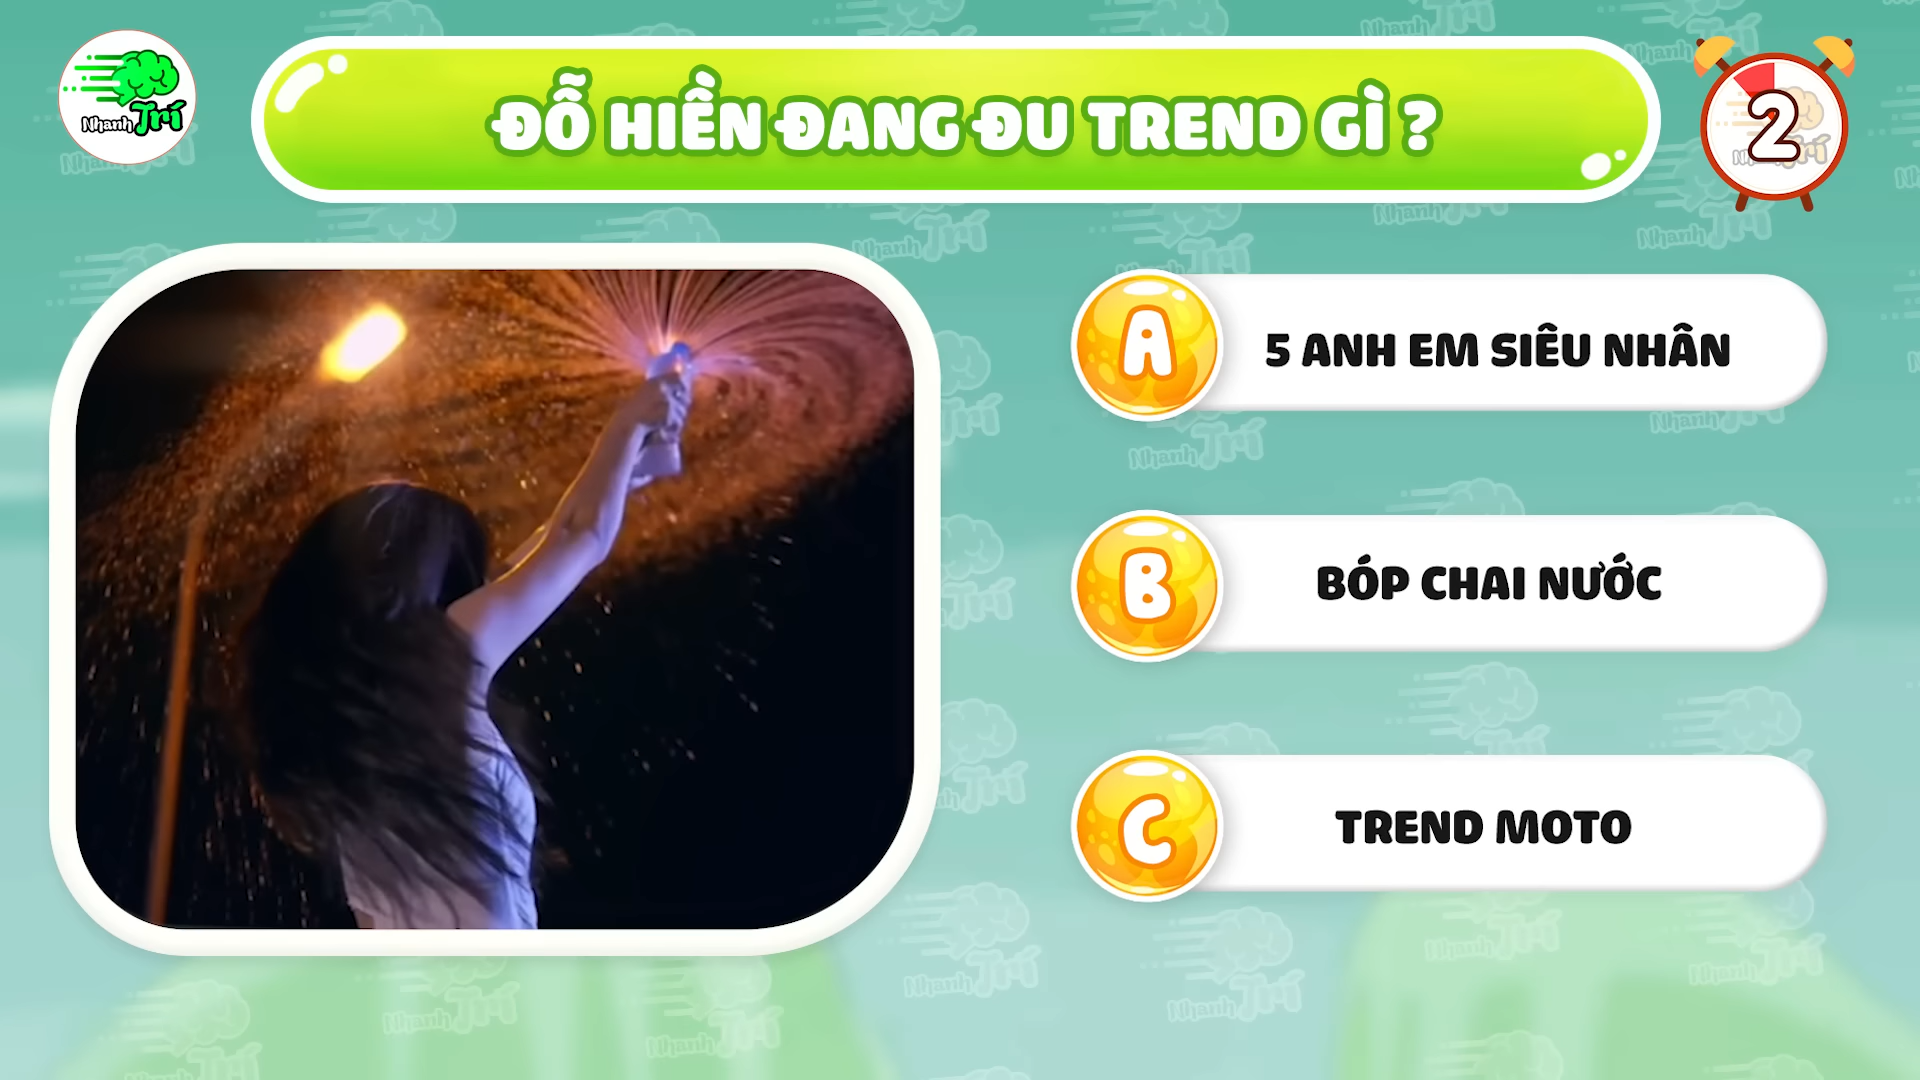 Nhanh Trí
ĐỖ HIỀN ĐANG ĐU TREND GÌ ?
2
A
5 ANH EM SIÊU NHÂN
B
BÓP CHAI NƯỚC
C
TREND MOTO